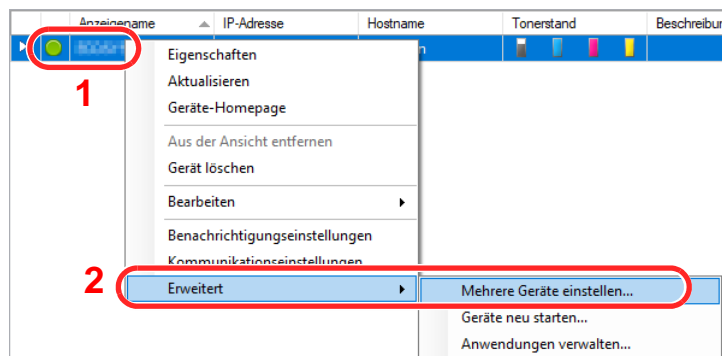 Anzeigename IP-Adresse Hostname Tonerstand Beschreibu
1
Eigenschaften
Aktualisieren
Geräte-Homepage
Aus der Ansicht entfernen
Gerät löschen
Bearbeiten
Benachrichtigungseinstellungen
Kommunikationseinstellungen
2
Erweitert
Mehrere Geräte einstellen...
Geräte neu starten...
Anwendungen verwalten...